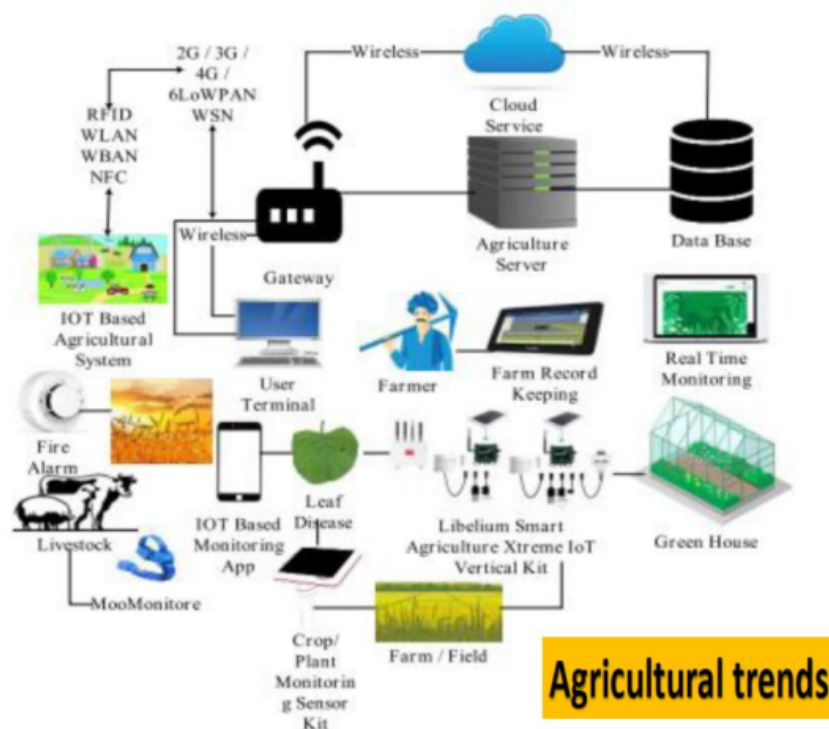 2G / 3G /
4G /
6LoWPAN
WSN
Wireless
Wireless
Cloud
Service
RFID
WLAN
WBAN
NFC
Wireless
Gateway
Agriculture
Server
Data Base
IOT Based
Agricultural
System
User
Terminal
Farmer
Farm Record
Keeping
Real Time
Monitoring
Fire
Alarm
Livestock
MooMonitore
IOT Based
Monitoring
App
Leaf
Disease
Libelium Smart
Agriculture Xtreme IoT
Vertical Kit
Green House
Crop/
Plant
Monitorin
g Sensor
Kit
Farm / Field
Agricultural trends